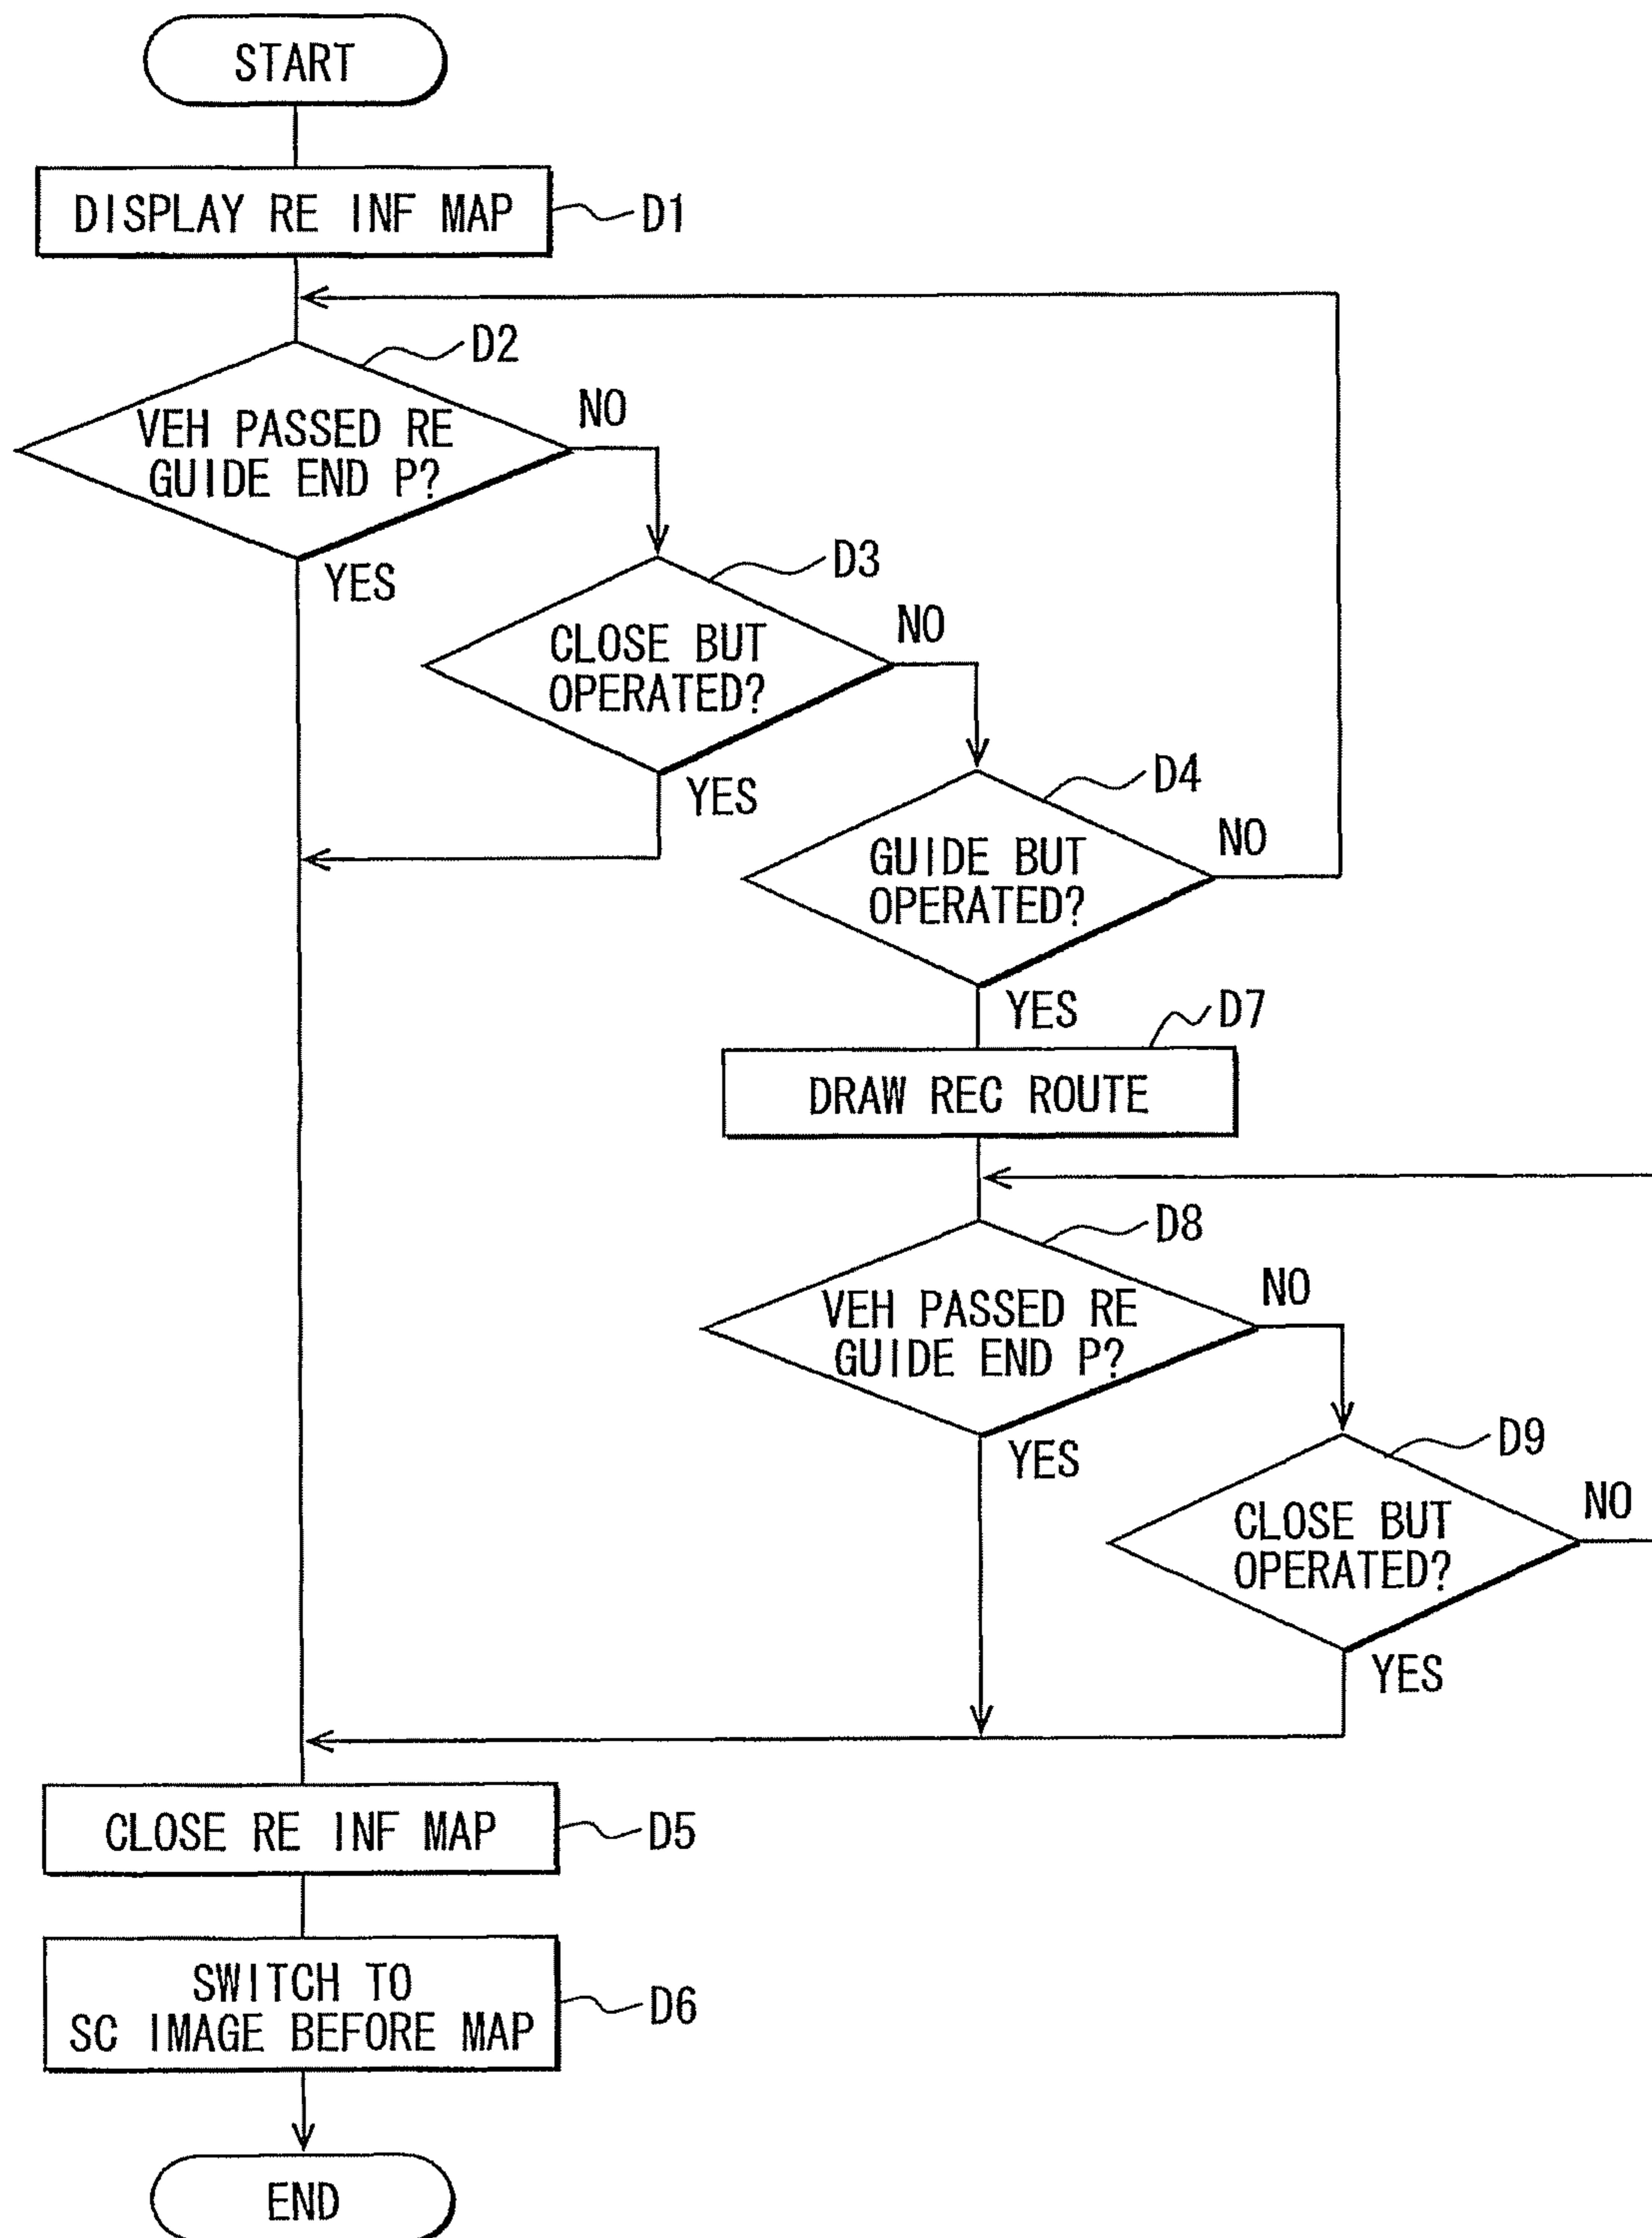 START
DISPLAY RE INF MAP
D1
D2
VEH PASSED RE
GUIDE END P?
NO
YES
D3
CLOSE BUT
OPERATED?
NO
YES
D4
GUIDE BUT
OPERATED?
NO
YES
D7
DRAW REC ROUTE
D8
VEH PASSED RE
GUIDE END P?
NO
YES
D9
CLOSE BUT
OPERATED?
NO
YES
CLOSE RE INF MAP
D5
SWITCH TO
SC IMAGE BEFORE MAP
D6
END